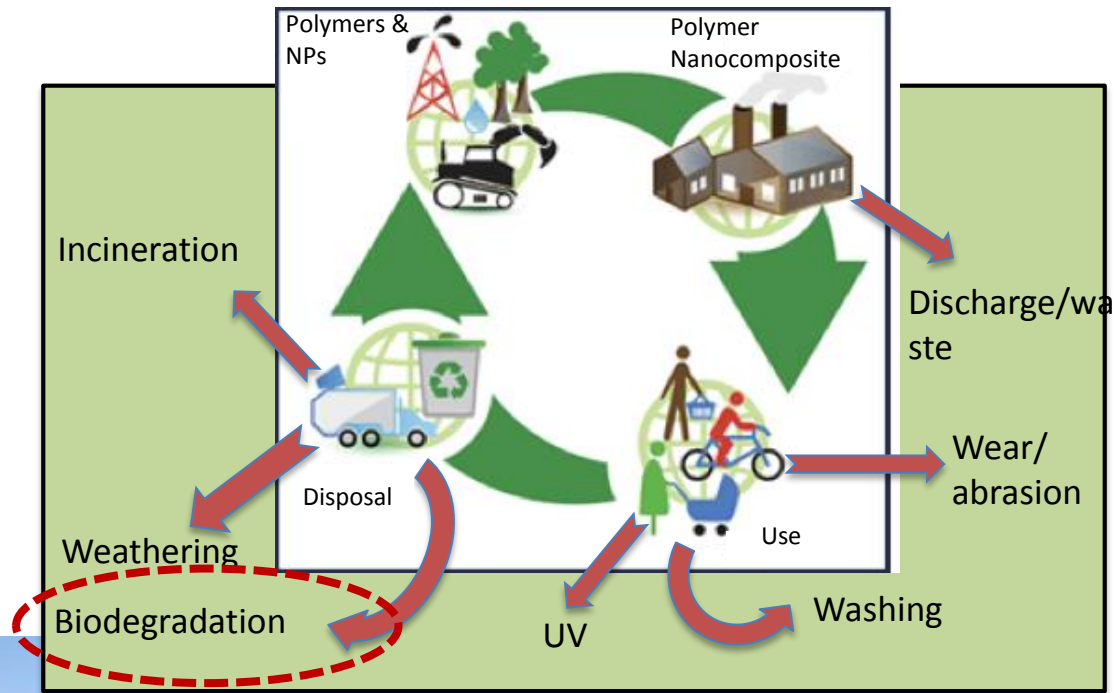 Polymers &
NPs
Polymer
Nanocomposite
Incineration
Discharge/wa
ste
Wear/
abrasion
Disposal
Use
Weathering
Biodegradation
UV
Washing